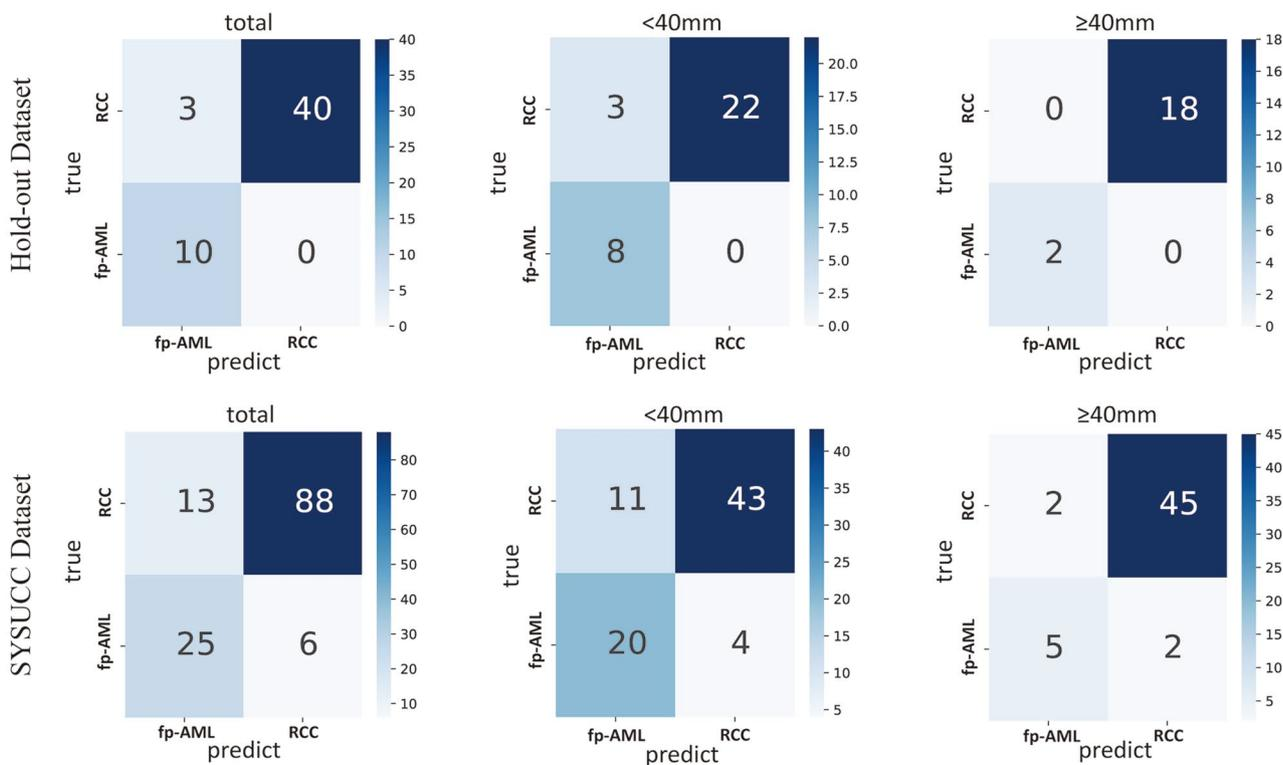 Hold-out Dataset
total
true
RCC
fp-AML
3
40
10
0
fp-AML
RCC
predict
40
35
30
25
20
15
10
5
0
<40mm
true
RCC
fp-AML
3
22
8
0
fp-AML
RCC
predict
20.0
17.5
15.0
12.5
10.0
7.5
5.0
2.5
0.0
≥40mm
true
RCC
fp-AML
0
18
2
0
fp-AML
RCC
predict
18
16
14
12
10
8
6
4
2
0
SYSUCC Dataset
total
true
RCC
fp-AML
13
88
25
6
fp-AML
RCC
predict
80
70
60
50
40
30
20
10
<40mm
true
RCC
fp-AML
11
43
20
4
fp-AML
RCC
predict
40
35
30
25
20
15
10
5
≥40mm
true
RCC
fp-AML
2
45
5
2
fp-AML
RCC
predict
45
40
35
30
25
20
15
10
5